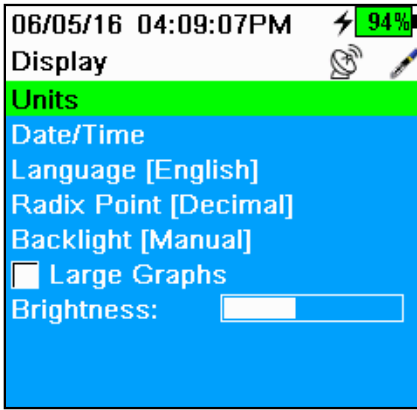 06/05/16 04:09:07PM 94%
Display
Units
Date/Time
Language [English]
Radix Point [Decimal]
Backlight [Manual]
Large Graphs
Brightness: